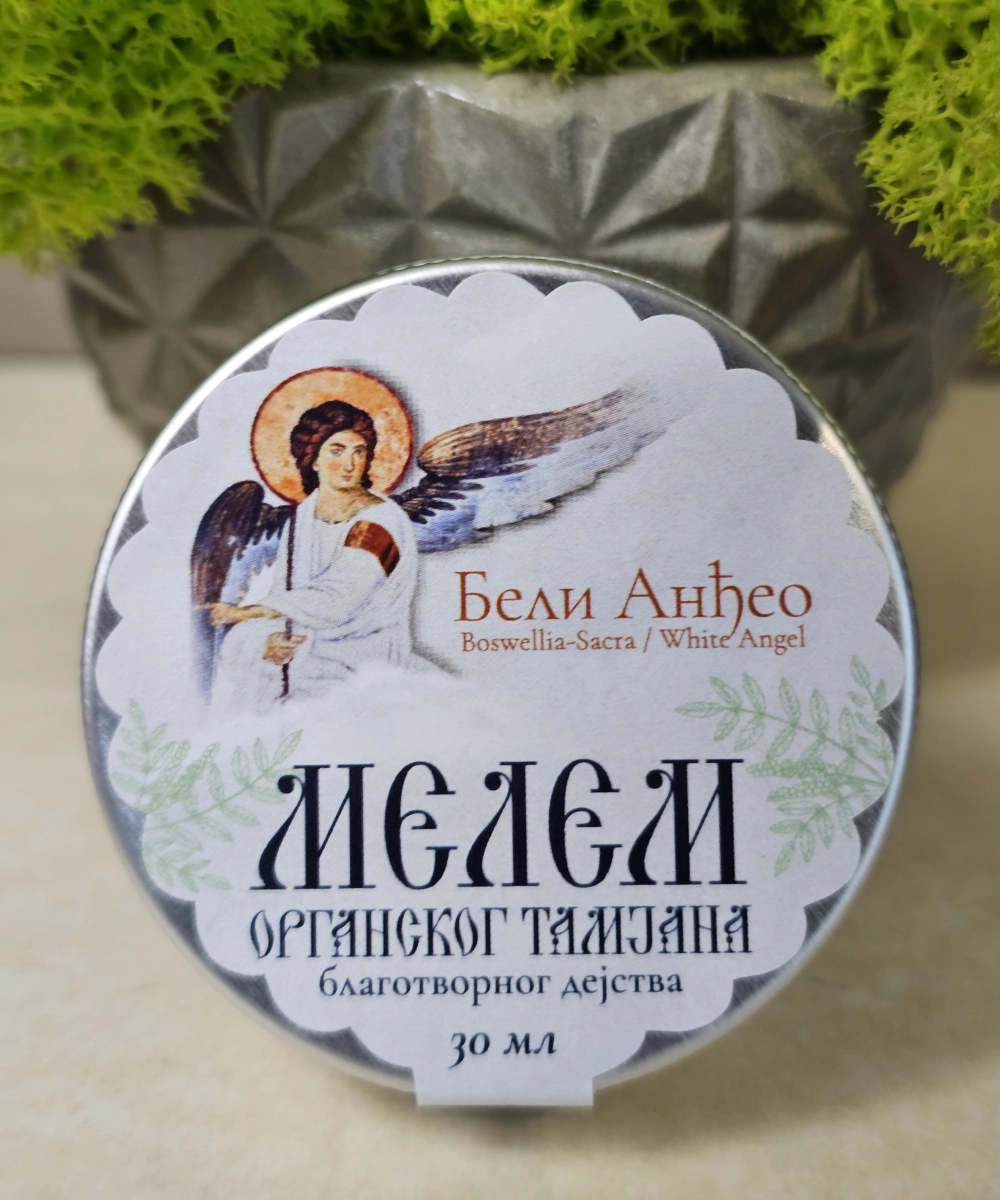 Бели Анђео
Boswellia-Sacra / White Angel
МЕЛЕМ
ОРГАНСКОГ ТАМЈАНА
благотворног дејства
30 мл